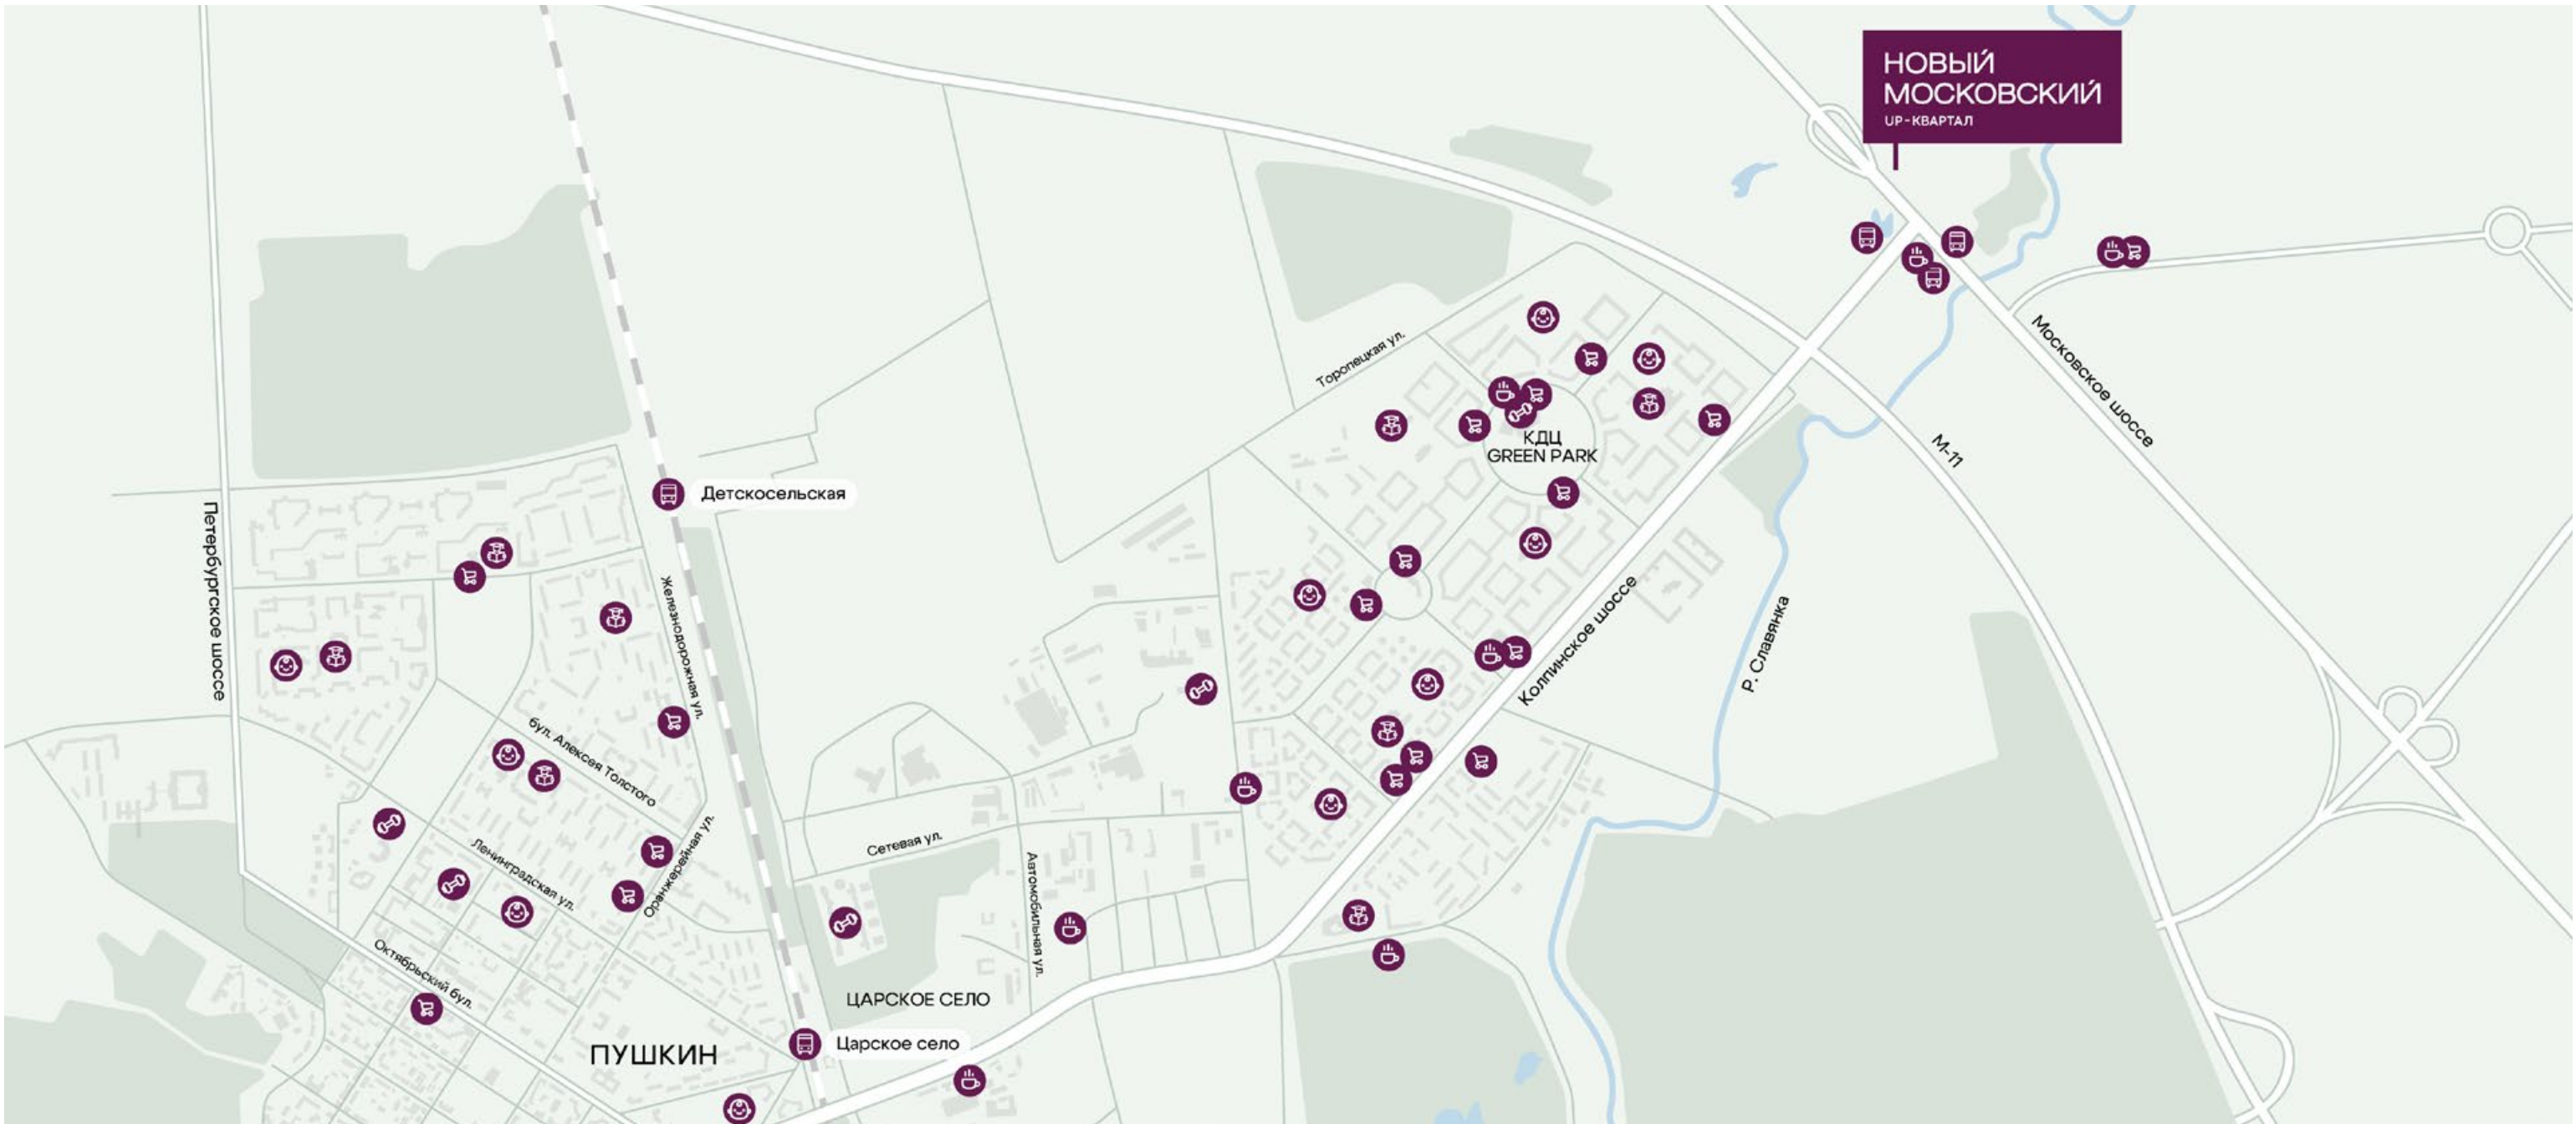 НОВЫЙ
МОСКОВСКИЙ
UP-КВАРТАЛ
Торопецкая ул.
Московское шоссе
КДЦ
GREEN PARK
М-11
Детскосельская
Петербургское шоссе
Железнодорожная ул.
Колпинское шоссе
Р. Славянка
бул. Алексея Толстого
Ленинградская ул.
Оранжерейная ул.
Сетевая ул.
Автомобильная ул.
Октябрьский бул.
ЦАРСКОЕ СЕЛО
ПУШКИН
Царское село